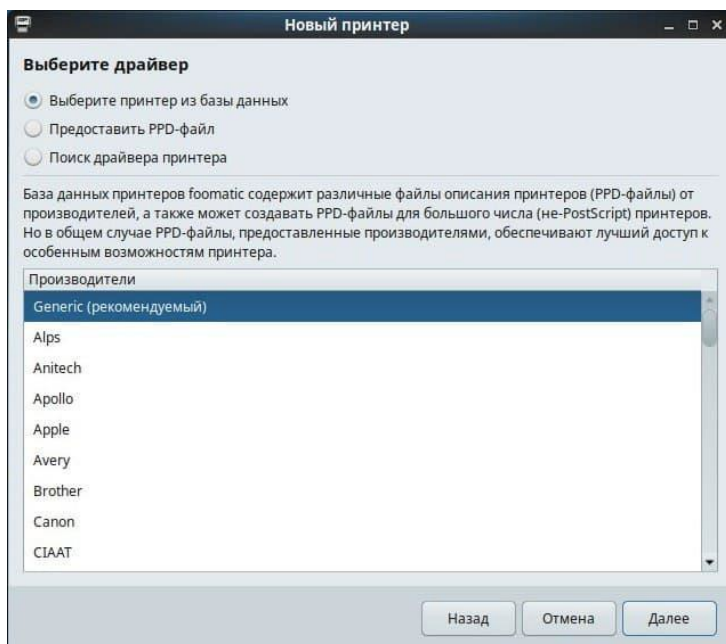 Новый принтер
Выберите драйвер
Выберите принтер из базы данных
Предоставить PPD-файл
Поиск драйвера принтера
База данных принтеров foomatic содержит различные файлы описания принтеров (PPD-файлы) от
производителей, а также может создавать PPD-файлы для большого числа (не-PostScript) принтеров.
Но в общем случае PPD-файлы, предоставленные производителями, обеспечивают лучший доступ к
особенным возможностям принтера.
Производители
Generic (рекомендуемый)
Alps
Anitech
Apollo
Apple
Avery
Brother
Canon
CIAAT
Назад Отмена Далее